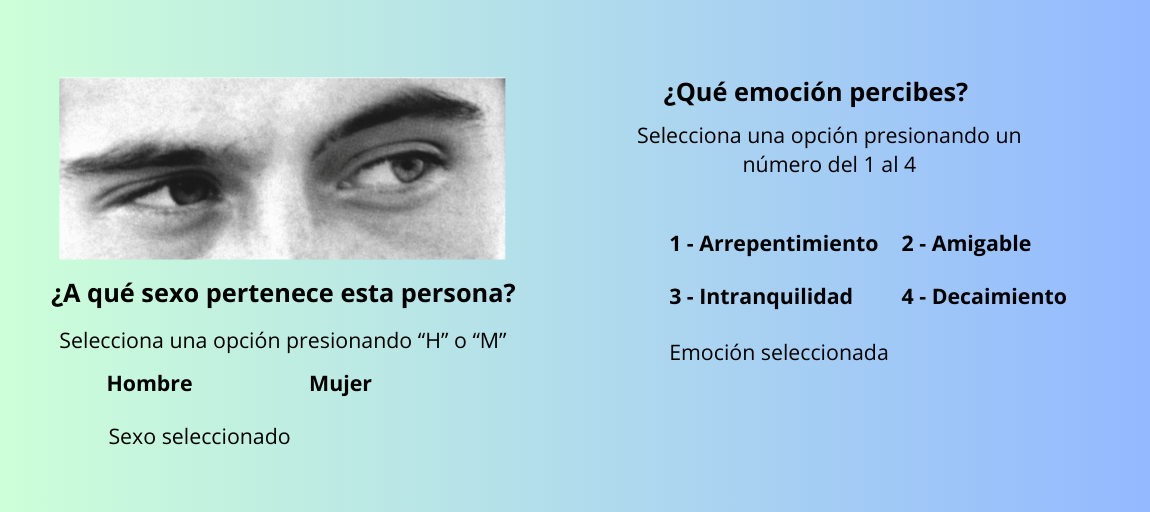 ¿A qué sexo pertenece esta persona?
Selecciona una opción presionando “H” o “M”
Hombre Mujer
Sexo seleccionado
¿Qué emoción percibes?
Selecciona una opción presionando un
número del 1 al 4
1 - Arrepentimiento 2 - Amigable
3 - Intranquilidad 4 - Decaimiento
Emoción seleccionada